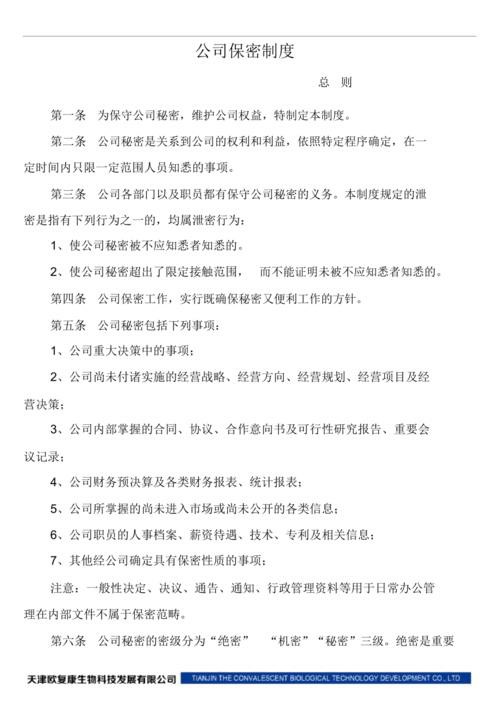 公司保密制度
总 则
第一条 为保守公司秘密，维护公司权益，特制定本制度。
第二条 公司秘密是关系到公司的权利和利益，依照特定程序确定，在一
定时间内只限一定范围人员知悉的事项。
第三条 公司各部门以及职员都有保守公司秘密的义务。本制度规定的泄
密是指有下列行为之一的，均属泄密行为：
1、使公司秘密被不应知悉者知悉的。
2、使公司秘密超出了限定接触范围， 而不能证明未被不应知悉者知悉的。
第四条 公司保密工作，实行既确保秘密又便利工作的方针。
第五条 公司秘密包括下列事项：
1、公司重大决策中的事项；
2、公司尚未付诸实施的经营战略、经营方向、经营规划、经营项目及经
营决策；
3、公司内部掌握的合同、协议、合作意向书及可行性研究报告、重要会
议记录；
4、公司财务预决算及各类财务报表、统计报表；
5、公司所掌握的尚未进入市场或尚未公开的各类信息；
6、公司职员的人事档案、薪资待遇、技术、专利及相关信息；
7、其他经公司确定具有保密性质的事项；
注意：一般性决定、决议、通告、通知、行政管理资料等用于日常办公管
理在内部文件不属于保密范畴。
第六条 公司秘密的密级分为“绝密” “机密”“秘密”三级。绝密是重要
天津欧复康生物科技发展有限公司 TIANJIN THE CONVALESCENT BIOLOGICAL TECHNOLOGY DEVELOPMENT CO., LTD